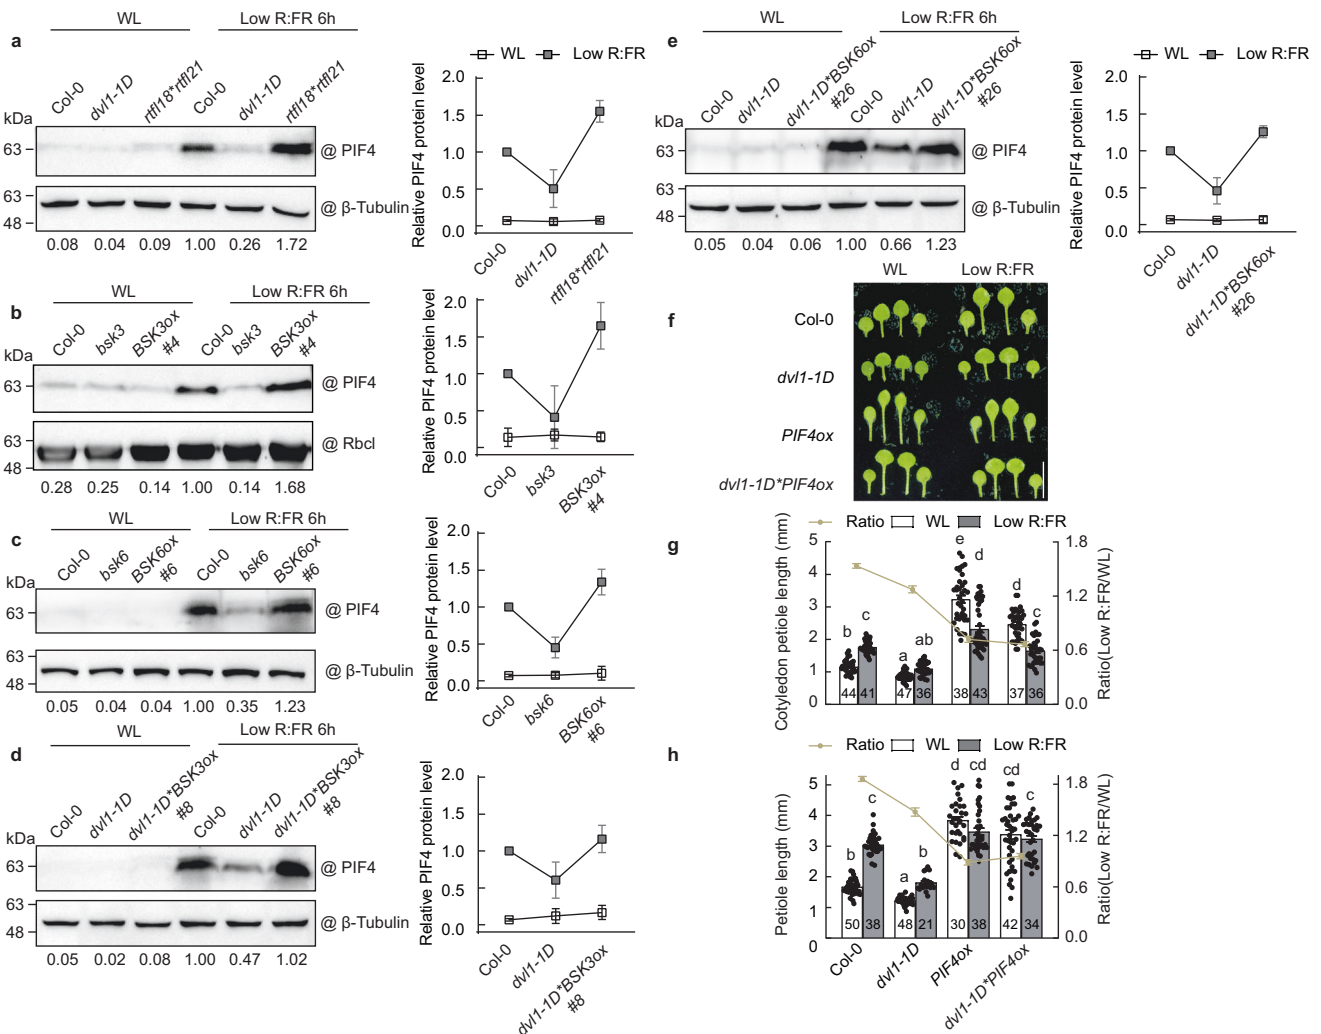 a
WL
Low R:FR 6h
Col-0
dvl1-1D
rtfl18*rtfl21
Col-0
dvl1-1D
rtfl18*rtfl21
kDa
63
@ PIF4
63
48
@ β-Tubulin
0.08 0.04 0.09 1.00 0.26 1.72
WL Low R:FR
Relative PIF4 protein level
2.0
1.5
1.0
0.5
0.0
Col-0
dvl1-1D
rtfl18*rtfl21
b
WL
Low R:FR 6h
Col-0
bsk3
BSK3ox
#4
Col-0
bsk3
BSK3ox
#4
kDa
63
@ PIF4
63
48
@ Rbcl
0.28 0.25 0.14 1.00 0.14 1.68
Relative PIF4 protein level
2.0
1.5
1.0
0.5
0.0
Col-0
bsk3
BSK3ox
#4
c
WL
Low R:FR 6h
Col-0
bsk6
BSK6ox
#6
Col-0
bsk6
BSK6ox
#6
kDa
63
@ PIF4
63
48
@ β-Tubulin
0.05 0.04 0.04 1.00 0.35 1.23
Relative PIF4 protein level
2.0
1.5
1.0
0.5
0.0
Col-0
bsk6
BSK6ox
#6
d
WL
Low R:FR 6h
Col-0
dvl1-1D
dvl1-1D*BSK3ox
#8
Col-0
dvl1-1D
dvl1-1D*BSK3ox
#8
kDa
63
@ PIF4
63
48
@ β-Tubulin
0.05 0.02 0.08 1.00 0.47 1.02
Relative PIF4 protein level
2.0
1.5
1.0
0.5
0.0
Col-0
dvl1-1D
dvl1-1D*BSK3ox
#8
e
WL
Low R:FR 6h
Col-0
dvl1-1D
dvl1-1D*BSK6ox
#26
Col-0
dvl1-1D
dvl1-1D*BSK6ox
#26
kDa
63
@ PIF4
63
48
@ β-Tubulin
0.05 0.04 0.06 1.00 0.66 1.23
WL Low R:FR
Relative PIF4 protein level
2.0
1.5
1.0
0.5
0.0
Col-0
dvl1-1D
dvl1-1D*BSK6ox
#26
f
WL Low R:FR
Col-0
dvl1-1D
PIF4ox
dvl1-1D*PIF4ox
g
Ratio WL Low R:FR
Cotyledon petiole length (mm)
5
4
3
2
1
0
b c a ab e d d c
44 41 47 36 38 43 37 36
1.8
1.2
0.6
0.0
Ratio(Low R:FR/WL)
h
Ratio WL Low R:FR
Petiole length (mm)
5
4
3
2
1
0
b c a b d cd cd c
50 38 48 21 30 38 42 34
1.8
1.2
0.6
0.0
Ratio(Low R:FR/WL)
Col-0
dvl1-1D
PIF4ox
dvl1-1D*PIF4ox